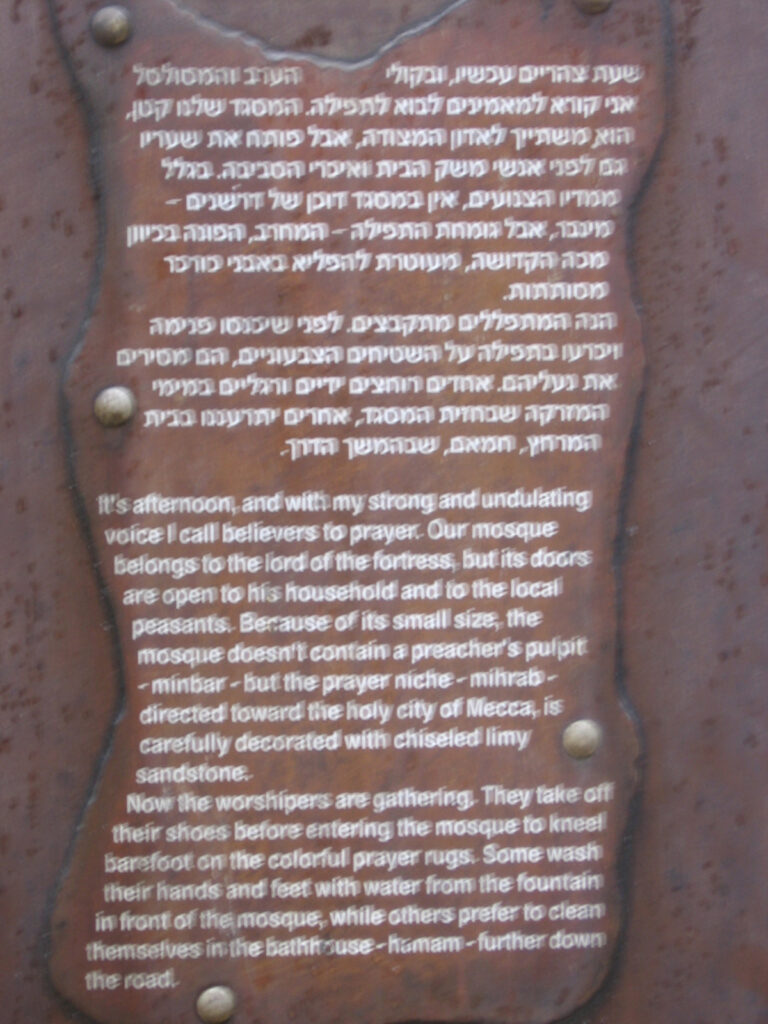 שעת צהריים עכשיו, ובקולי הערב והמסולסל
אני קורא למאמינים לבוא לתפילה. המסגד שלנו קטן,
הוא משתייך לאדון המצודה, אבל פותח את שעריו
גם לפני אנשי משק הבית ואיכרי הסביבה. בגלל
ממדיו הצנועים, אין במסגד דוכן של דרשנים -
מינבר, אבל גומחת התפילה - המחרב, הפונה בכיוון
מכה הקדושה, מעוטרת להפליא באבני כורכר
מסותתות.
הנה המתפללים מתקבצים. לפני שיכנסו פנימה
ויכרעו בתפילה על השטיחים הצבעוניים, הם מסירים
את נעליהם. אחדים רוחצים ידיים ורגליים במימי
המזרקה שבחזית המסגד, אחרים יתרעננו בבית
המרחץ, חמאם, שבהמשך הדרך.
It's afternoon, and with my strong and undulating
voice I call believers to prayer. Our mosque
belongs to the lord of the fortress, but its doors
are open to his household and to the local
peasants. Because of its small size, the
mosque doesn't contain a preacher's pulpit
- minbar - but the prayer niche - mihrab -
directed toward the holy city of Mecca, is
carefully decorated with chiseled limy
sandstone.
Now the worshipers are gathering. They take off
their shoes before entering the mosque to kneel
barefoot on the colorful prayer rugs. Some wash
their hands and feet with water from the fountain
in front of the mosque, while others prefer to clean
themselves in the bathhouse - hamam - further down
the road.